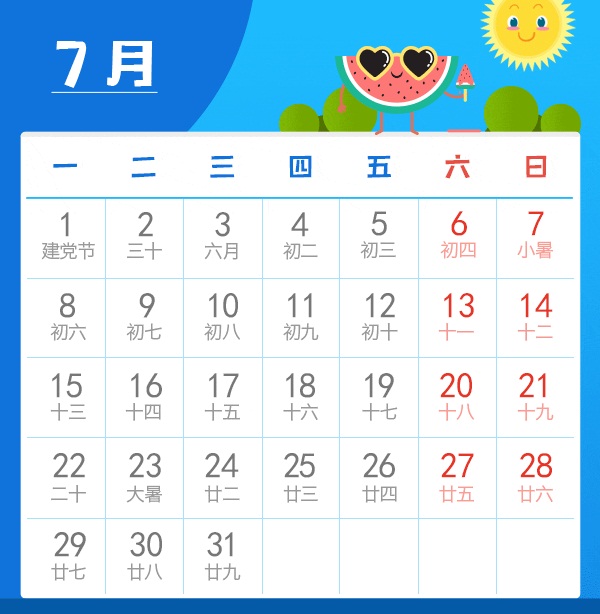 7月
一 二 三 四 五 六 日
1 2 3 4 5 6 7
建党节 三十 六月 初二 初三 初四 小暑
8 9 10 11 12 13 14
初六 初七 初八 初九 初十 十一 十二
15 16 17 18 19 20 21
十三 十四 十五 十六 十七 十八 十九
22 23 24 25 26 27 28
二十 大暑 廿二 廿三 廿四 廿五 廿六
29 30 31
廿七 廿八 廿九